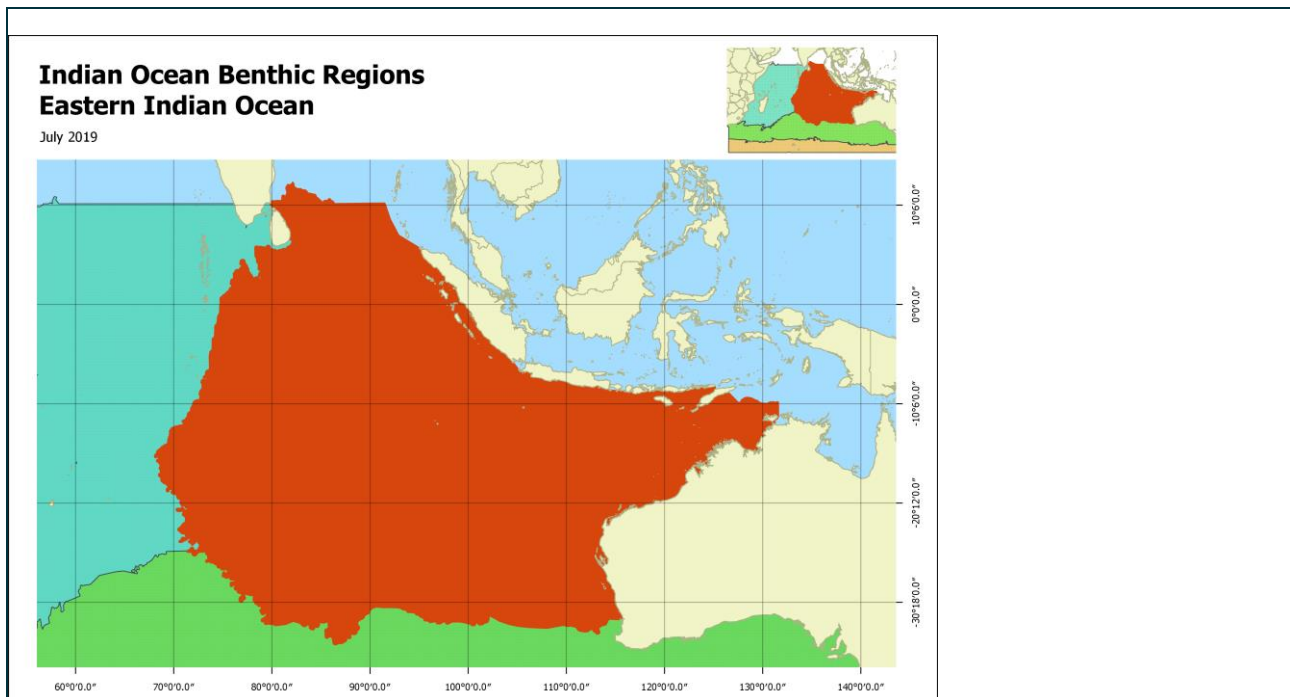 Indian Ocean Benthic Regions
Eastern Indian Ocean
July 2019
10°6'0.0"
0°0'0.0"
-10°6'0.0"
-20°12'0.0"
-30°18'0.0"
60°0'0.0" 70°0'0.0" 80°0'0.0" 90°0'0.0" 100°0'0.0" 110°0'0.0" 120°0'0.0" 130°0'0.0" 140°0'0.0"